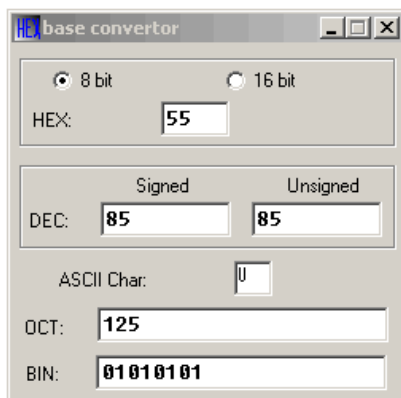 HEX base convertor
8 bit 16 bit
HEX: 55
Signed Unsigned
DEC: 85 85
ASCII Char: U
OCT: 125
BIN: 01010101